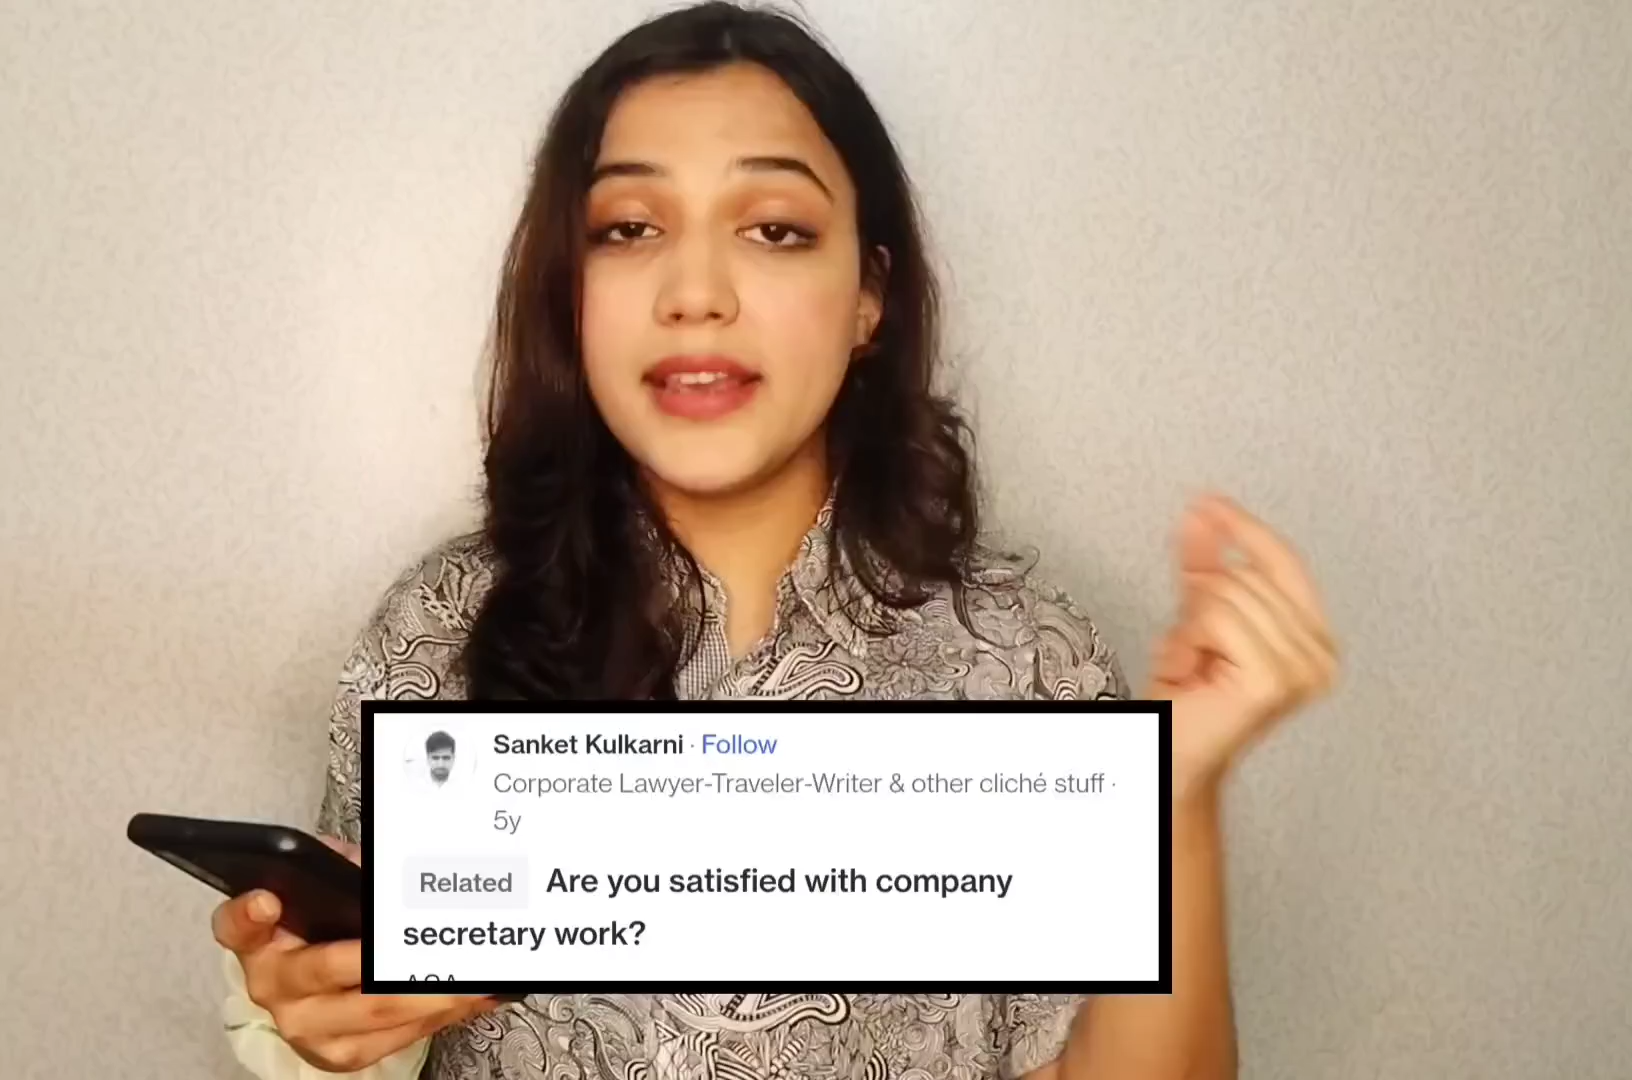 Sanket Kulkarni · Follow
Corporate Lawyer-Traveler-Writer & other cliché stuff ·
5y
Related Are you satisfied with company
secretary work?